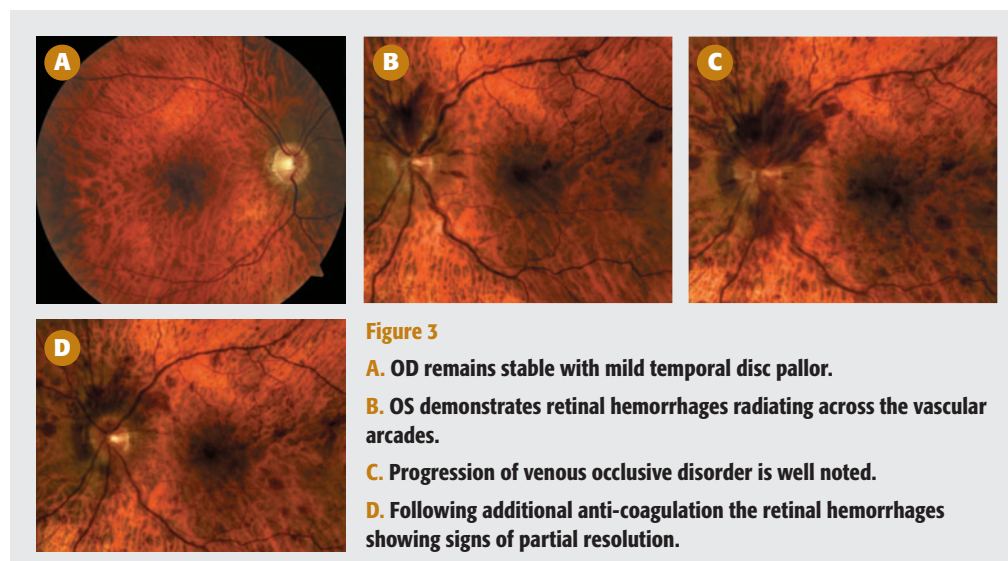 A
B
C
D
Figure 3
A. OD remains stable with mild temporal disc pallor.
B. OS demonstrates retinal hemorrhages radiating across the vascular
arcades.
C. Progression of venous occlusive disorder is well noted.
D. Following additional anti-coagulation the retinal hemorrhages
showing signs of partial resolution.